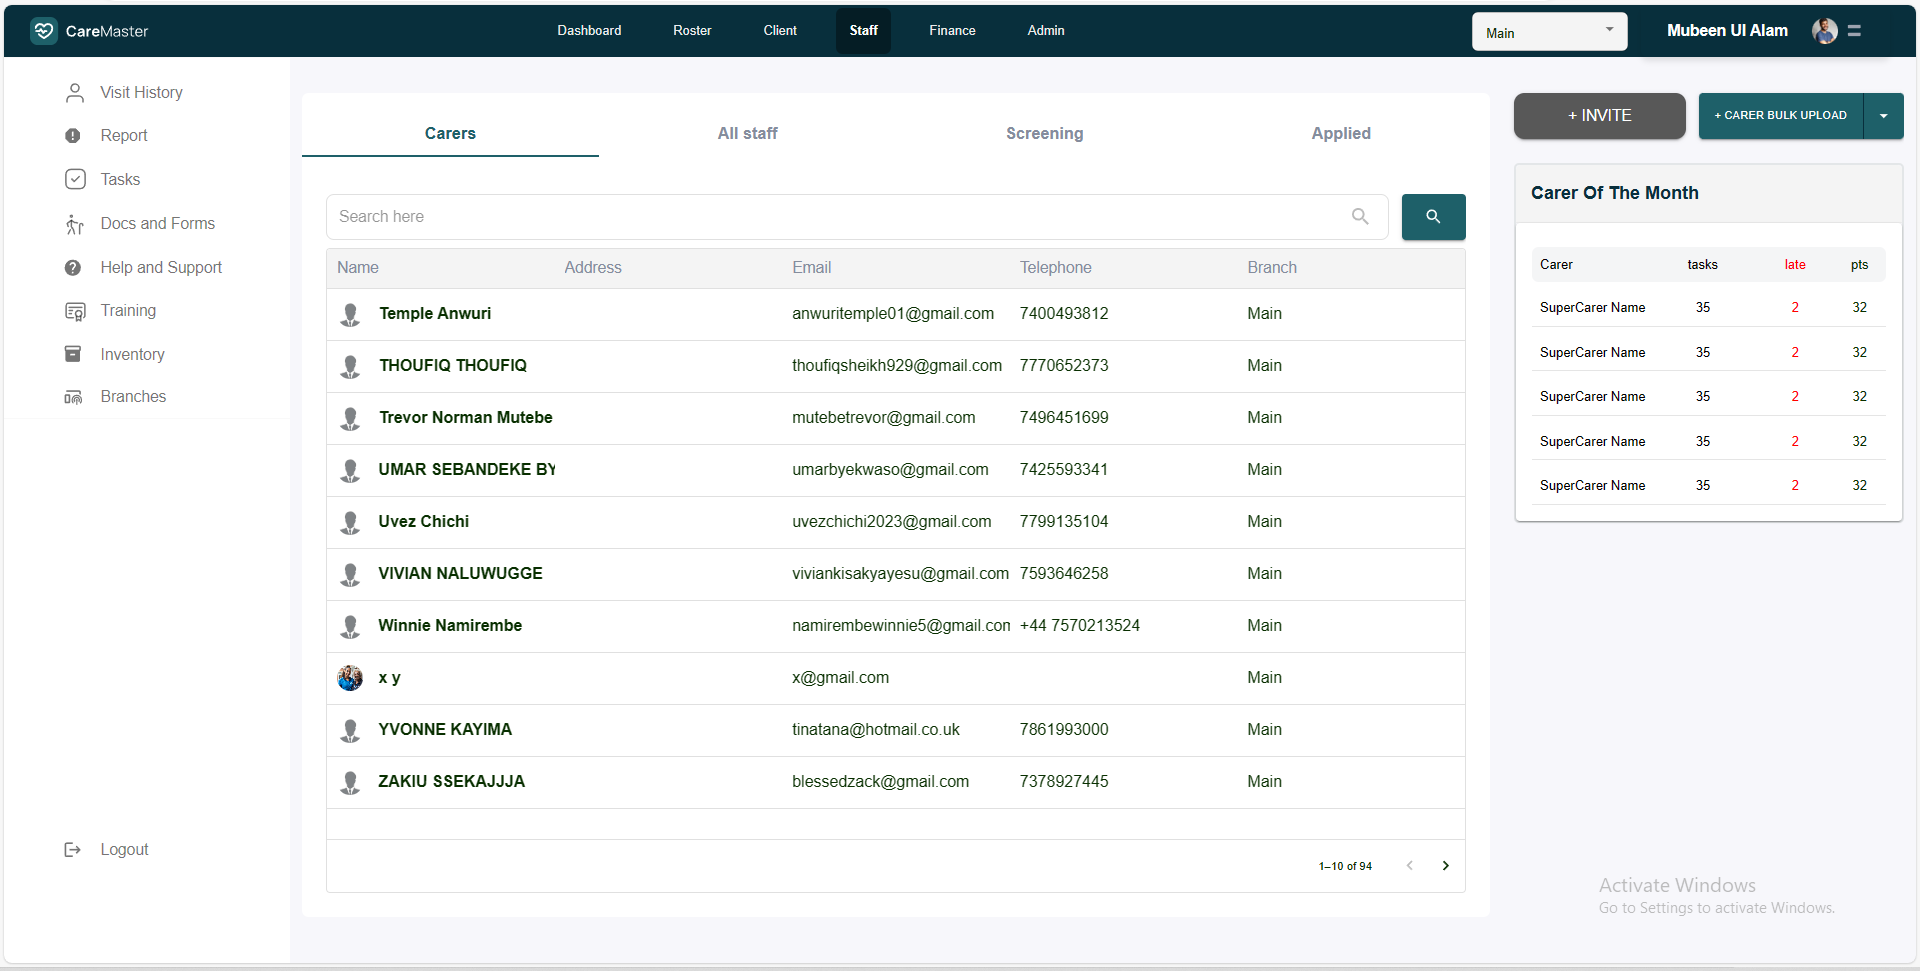 CareMaster
Dashboard Roster Client Staff Finance Admin
Main
Mubeen Ul Alam
Visit History
Report
Tasks
Docs and Forms
Help and Support
Training
Inventory
Branches
Logout
Carers All staff Screening Applied
Search here
Name Address Email Telephone Branch
Temple Anwuri anwuritemple01@gmail.com 7400493812 Main
THOUFIQ THOUFIQ thoufiqsheikh929@gmail.com 7770652373 Main
Trevor Norman Mutebe mutebetrevor@gmail.com 7496451699 Main
UMAR SEBANDEKE BY umarbyekwaso@gmail.com 7425593341 Main
Uvez Chichi uvezchichi2023@gmail.com 7799135104 Main
VIVIAN NALUWUGGE viviankisakyayesu@gmail.com 7593646258 Main
Winnie Namirembe namirembewinnie5@gmail.com +44 7570213524 Main
x y x@gmail.com Main
YVONNE KAYIMA tinatana@hotmail.co.uk 7861993000 Main
ZAKIU SSEKAJJJA blessedzack@gmail.com 7378927445 Main
1–10 of 94
+ INVITE
+ CARER BULK UPLOAD
Carer Of The Month
Carer tasks late pts
SuperCarer Name 35 2 32
SuperCarer Name 35 2 32
SuperCarer Name 35 2 32
SuperCarer Name 35 2 32
SuperCarer Name 35 2 32
Activate Windows
Go to Settings to activate Windows.